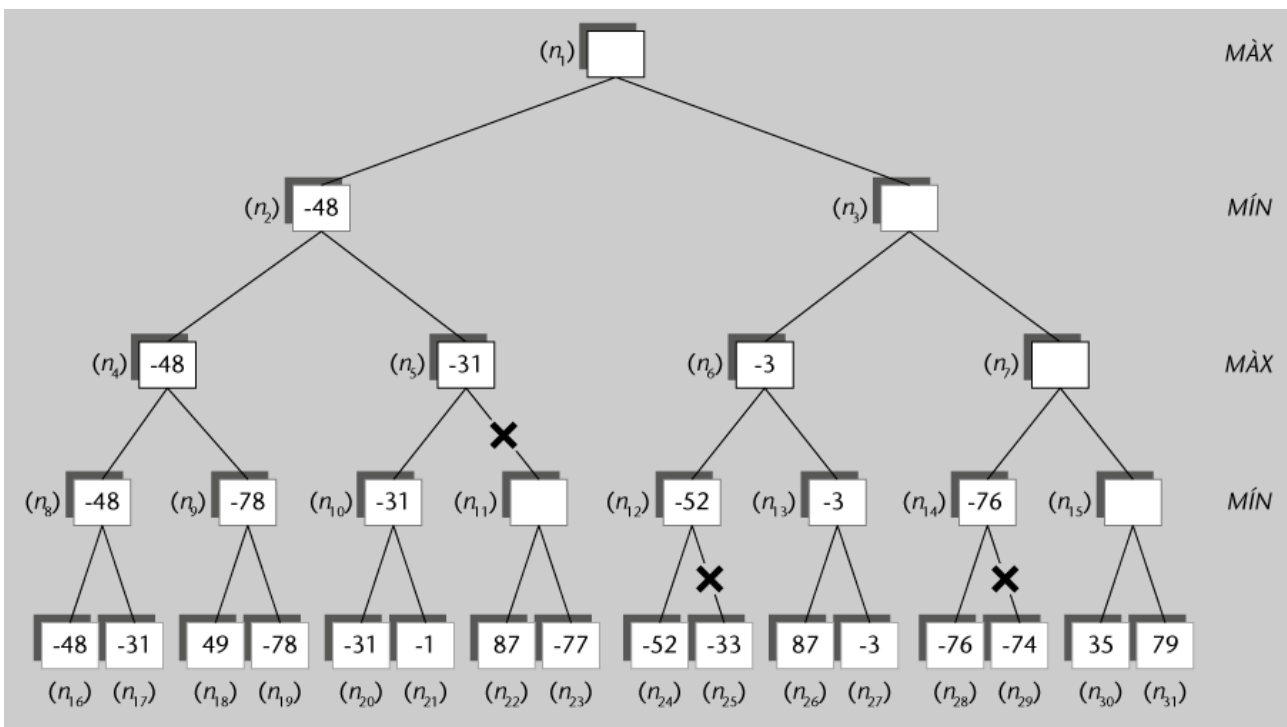 (n1) MÀX
(n2) -48 (n3) MÍN
(n4) -48 (n5) -31 (n6) -3 (n7) MÀX
(n8) -48 (n9) -78 (n10) -31 (n11) (n12) -52 (n13) -3 (n14) -76 (n15) MÍN
-48 -31 49 -78 -31 -1 87 -77 -52 -33 87 -3 -76 -74 35 79
(n16) (n17) (n18) (n19) (n20) (n21) (n22) (n23) (n24) (n25) (n26) (n27) (n28) (n29) (n30) (n31)